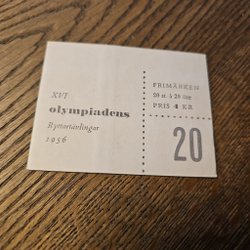 XVI
olympiadens
Ryttartävlingar
1956
FRIMÄRKEN
20 st. à 20 öre
PRIS 4 KR
20